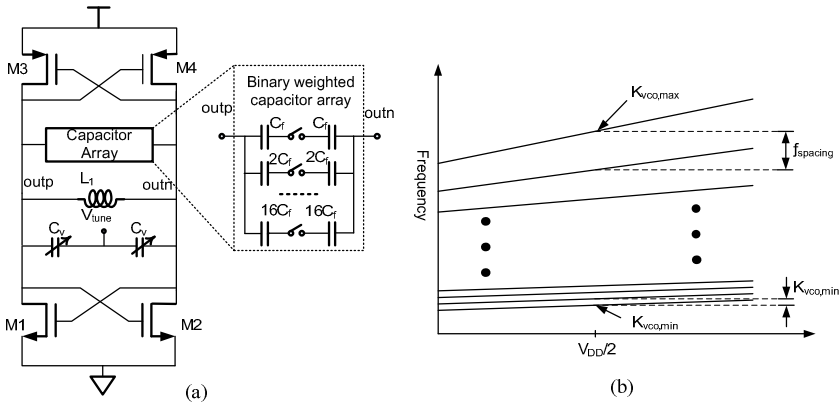 M3
M4
Binary weighted
capacitor array
outp
outn
Cf
Cf
2Cf
2Cf
16Cf
16Cf
Capacitor
Array
outp
outn
L1
Vtune
Cv
Cv
M1
M2
(a)
Frequency
Kvco,max
fspacing
Kvco,min
Kvco,min
VDD/2
(b)